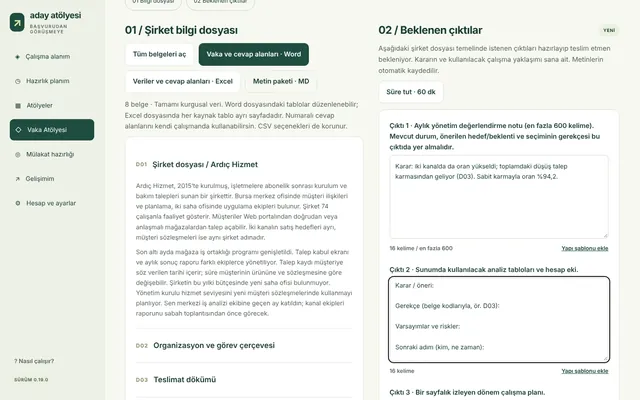 aday atölyesi
BAŞVURUDAN
GÖRÜŞMEYE
Çalışma alanım
Hazırlık planım
Atölyeler
Vaka Atölyesi
Mülakat hazırlığı
Gelişimim
Hesap ve ayarlar
? Nasıl çalışır?
SÜRÜM 0.19.0
01 Bilgi dosyası
02 Beklenen çıktılar
01 / Şirket bilgi dosyası
Tüm belgeleri aç
Vaka ve cevap alanları · Word
Veriler ve cevap alanları · Excel
Metin paketi · MD
8 belge · Tamamı kurgusal veri. Word dosyasındaki tablolar düzenlenebilir;
Excel dosyasında her kaynak tablo ayrı sayfadadır. Numaralı cevap
alanlarını kendi çalışmanda kullanabilirsin. CSV seçenekleri de korunur.
D01 Şirket dosyası / Ardıç Hizmet
Ardıç Hizmet, 2015'te kurulmuş, işletmelere abonelik sonrası kurulum ve
bakım talepleri sunan bir şirkettir. Bursa merkez ofisinde müşteri ilişkileri
ve planlama, iki saha ofisinde uygulama ekipleri bulunur. Şirket 74
çalışanla faaliyet gösterir. Müşteriler Web portalından doğrudan veya
anlaşmalı mağazalardan talep açabilir. İki kanalın satış hedefleri ayrı,
müşteri sözleşmeleri ise aynı şirket adınadır.
Son altı ayda mağaza iş ortaklığı programı genişletildi. Talep kabul ekranı
ve aylık sonuç raporu farklı ekiplerce yönetiliyor. Talep kaydı müşteriye
söz verilen tarihi içerir; süre müşterinin ürününe ve sözleşmesine göre
değişebilir. Şirketin bu yılki bütçesinde yeni saha ofisi bulunmuyor.
Yönetim kurulu hizmet seviyesini yeni müşteri sözleşmelerinde kullanmayı
planlıyor. Sen merkezi iş analizi ekibine geçen ay katıldın; kanal ekipleri
raporunu sabah toplantısından önce görecek.
D02 Organizasyon ve görev çerçevesi
D03 Teslimat dökümü
02 / Beklenen çıktılar
YENİ
Aşağıdaki şirket dosyası temelinde istenen çıktıları hazırlayıp teslim etmen
bekleniyor. Kararın ve kullanılacak çalışma yaklaşımı sana ait. Metinlerin
otomatik kaydedilir.
Süre tut · 60 dk
Çıktı 1 · Aylık yönetim değerlendirme notu (en fazla 600 kelime).
Mevcut durum, önerilen hedef/beklenti ve seçiminin gerekçesi bu
çıktıda yer almalıdır.
Karar: iki kanalda da oran yükseldi; toplamdaki düşüş talep
karmasından geliyor (D03). Sabit karmayla oran %94,2.
16 kelime / en fazla 600
Yapı şablonu ekle
Çıktı 2 · Sunumda kullanılacak analiz tabloları ve hesap eki.
Karar / öneri:
Gerekçe (belge kodlarıyla, ör. D03):
Varsayımlar ve riskler:
Sonraki adım (kim, ne zaman):
16 kelime
Yapı şablonu ekle
Çıktı 3 · Bir sayfalık izleyen dönem çalışma planı.